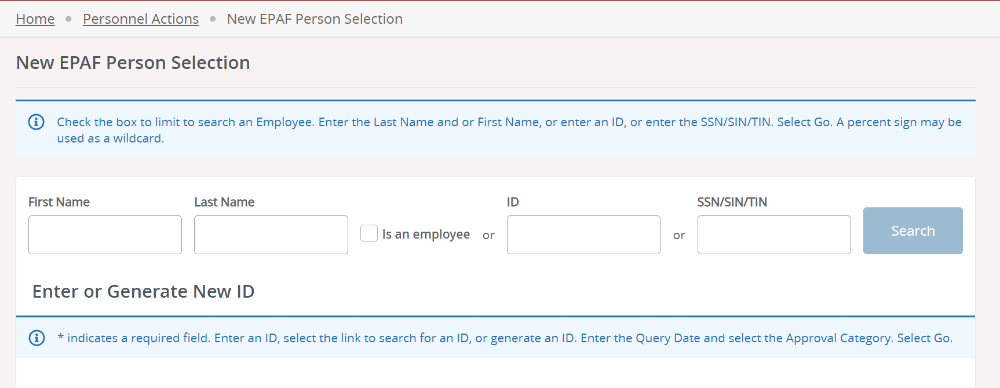 Home • Personnel Actions • New EPAF Person Selection
New EPAF Person Selection
Check the box to limit to search an Employee. Enter the Last Name and or First Name, or enter an ID, or enter the SSN/SIN/TIN. Select Go. A percent sign may be
used as a wildcard.
First Name Last Name ID SSN/SIN/TIN
Is an employee or or Search
Enter or Generate New ID
* indicates a required field. Enter an ID, select the link to search for an ID, or generate an ID. Enter the Query Date and select the Approval Category. Select Go.